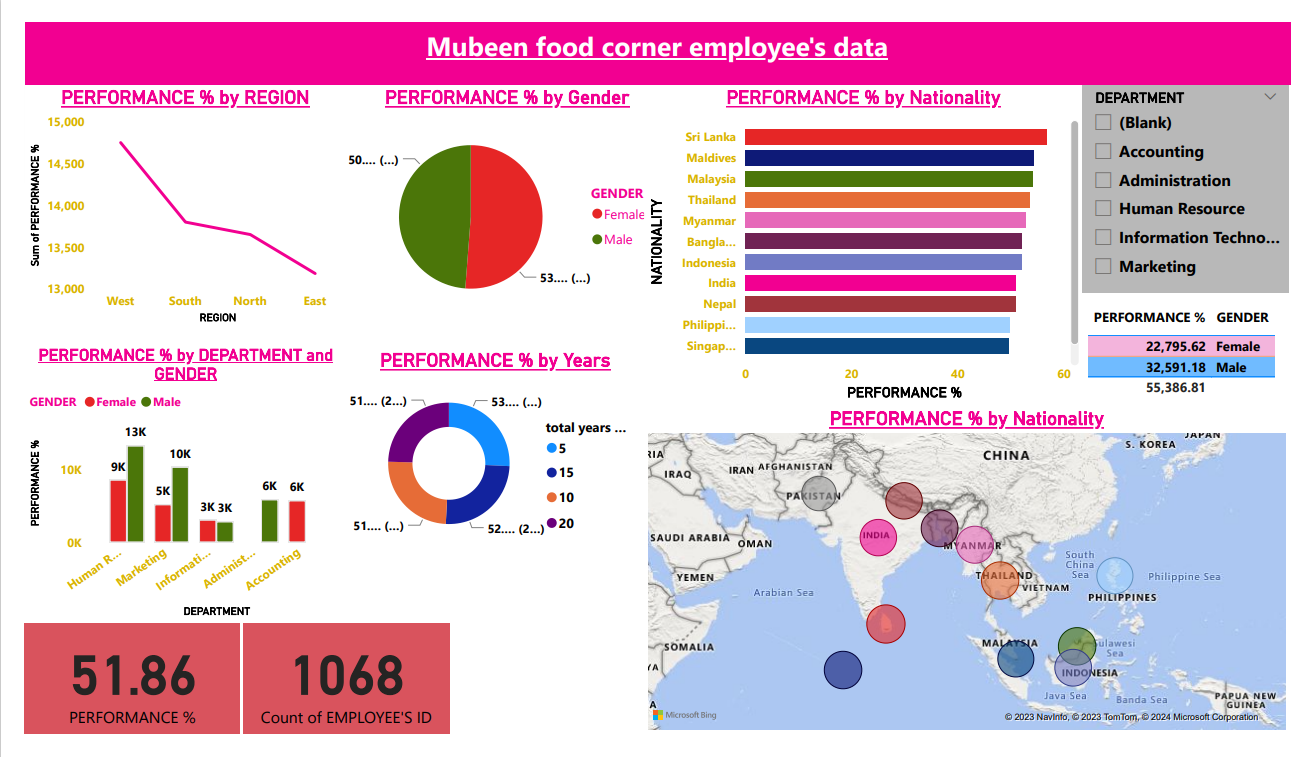 Mubeen food corner employee's data
PERFORMANCE % by REGION
15,000
14,500
14,000
13,500
13,000
Sum of PERFORMANCE %
West South North East
REGION
PERFORMANCE % by Gender
50.... (...)
53.... (...)
GENDER
Female
Male
PERFORMANCE % by Nationality
NATIONALITY
Sri Lanka
Maldives
Malaysia
Thailand
Myanmar
Bangla...
Indonesia
India
Nepal
Philippi...
Singap...
0 20 40 60
PERFORMANCE %
DEPARTMENT
(Blank)
Accounting
Administration
Human Resource
Information Techno...
Marketing
PERFORMANCE % GENDER
22,795.62 Female
32,591.18 Male
55,386.81
PERFORMANCE % by DEPARTMENT and
GENDER
GENDER Female Male
PERFORMANCE %
10K
0K
9K 13K 5K 10K 3K 3K 6K 6K
Human R... Marketing Informati... Administ... Accounting
DEPARTMENT
PERFORMANCE % by Years
51.... (2...)
53.... (...)
51.... (...)
52.... (2...)
total years ...
5
15
10
20
51.86
PERFORMANCE %
1068
Count of EMPLOYEE'S ID
PERFORMANCE % by Nationality
JAPAN
S. KOREA
CHINA
RIA
IRAQ
IRAN
AFGHANISTAN
PAKISTAN
INDIA
MYANMAR
SAUDI ARABIA
OMAN
YEMEN
Arabian Sea
THAILAND
VIETNAM
South
China
Sea
Philippine Sea
PHILIPPINES
SOMALIA
YA
MALAYSIA
Sulawesi
Sea
INDONESIA
Java Sea
Banda Sea
PAPUA NEW
GUINEA
Microsoft Bing
© 2023 NavInfo, © 2023 TomTom, © 2024 Microsoft Corporation